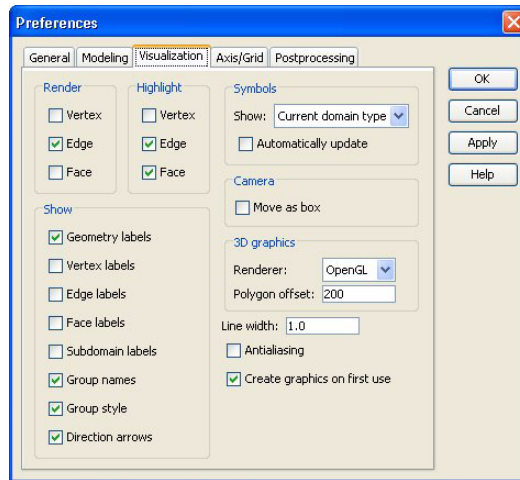 Preferences
General Modeling Visualization Axis/Grid Postprocessing
Render
Vertex
Edge
Face
Highlight
Vertex
Edge
Face
Show
Geometry labels
Vertex labels
Edge labels
Face labels
Subdomain labels
Group names
Group style
Direction arrows
Symbols
Show: Current domain type
Automatically update
Camera
Move as box
3D graphics
Renderer: OpenGL
Polygon offset: 200
Line width: 1.0
Antialiasing
Create graphics on first use
OK
Cancel
Apply
Help